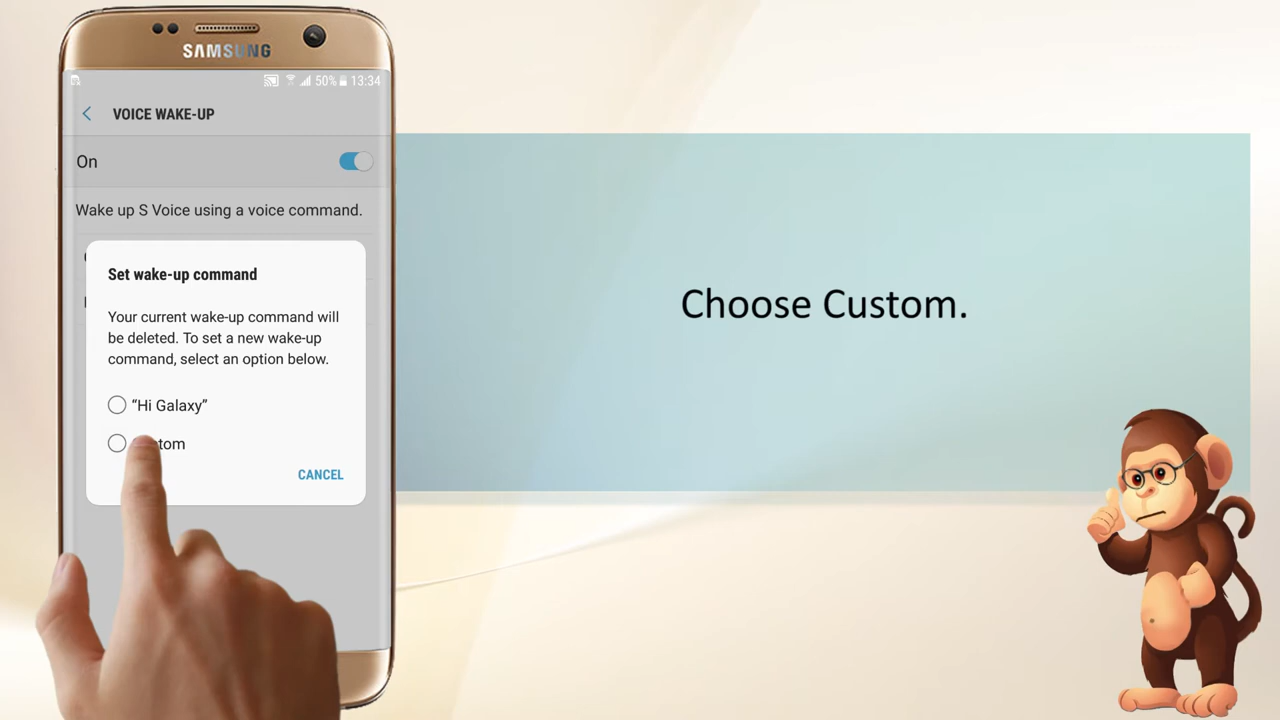 SAMSUNG
50% 13:34
VOICE WAKE-UP
On
Wake up S Voice using a voice command.
Set wake-up command
Your current wake-up command will
be deleted. To set a new wake-up
command, select an option below.
“Hi Galaxy”
CANCEL
Choose Custom.